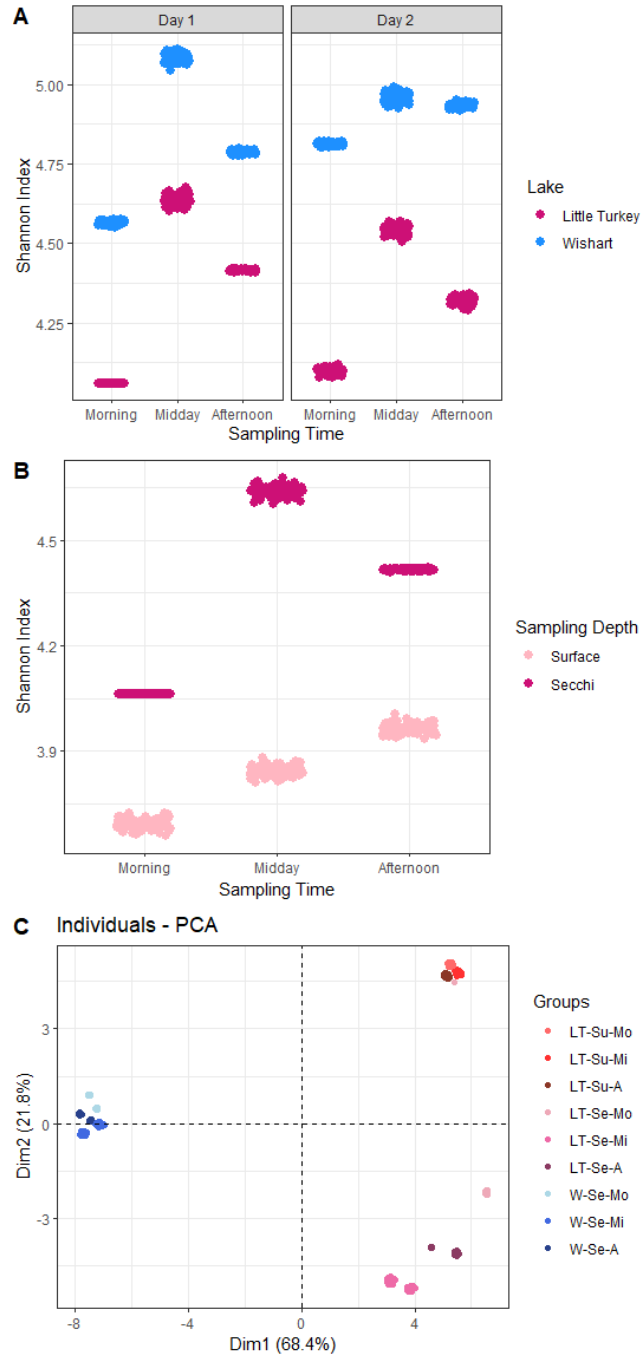 A
Day 1
Day 2
5.00
4.75
4.50
4.25
Shannon Index
Morning Midday Afternoon
Morning Midday Afternoon
Sampling Time
Lake
Little Turkey
Wishart
B
4.5
4.2
3.9
Shannon Index
Morning Midday Afternoon
Sampling Time
Sampling Depth
Surface
Secchi
C Individuals - PCA
3
0
-3
Dim2 (21.8%)
-8 -4 0 4
Dim1 (68.4%)
Groups
LT-Su-Mo
LT-Su-Mi
LT-Su-A
LT-Se-Mo
LT-Se-Mi
LT-Se-A
W-Se-Mo
W-Se-Mi
W-Se-A